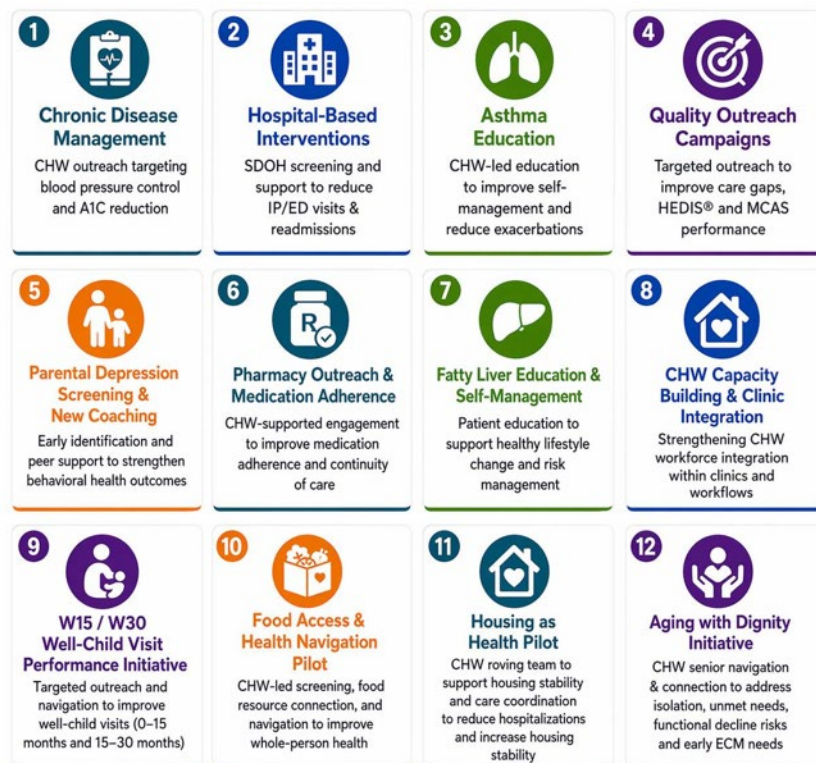 1
Chronic Disease
Management
CHW outreach targeting
blood pressure control
and A1C reduction
2
Hospital-Based
Interventions
SDOH screening and
support to reduce
IP/ED visits &
readmissions
3
Asthma
Education
CHW-led education
to improve self-
management and
reduce exacerbations
4
Quality Outreach
Campaigns
Targeted outreach to
improve care gaps,
HEDIS® and MCAS
performance
5
Parental Depression
Screening &
New Coaching
Early identification and
peer support to strengthen
behavioral health outcomes
6
R
Pharmacy Outreach &
Medication Adherence
CHW-supported engagement
to improve medication
adherence and continuity
of care
7
Fatty Liver Education &
Self-Management
Patient education to
support healthy lifestyle
change and risk
management
8
CHW Capacity
Building & Clinic
Integration
Strengthening CHW
workforce integration
within clinics and
workflows
9
W15 / W30
Well-Child Visit
Performance Initiative
Targeted outreach and
navigation to improve
well-child visits (0–15
months and 15–30 months)
10
Food Access &
Health Navigation
Pilot
CHW-led screening, food
resource connection, and
navigation to improve
whole-person health
11
Housing as
Health Pilot
CHW roving team to
support housing stability
and care coordination
to reduce hospitalizations
and increase housing
stability
12
Aging with Dignity
Initiative
CHW senior navigation
& connection to address
isolation, unmet needs,
functional decline risks
and early ECM needs